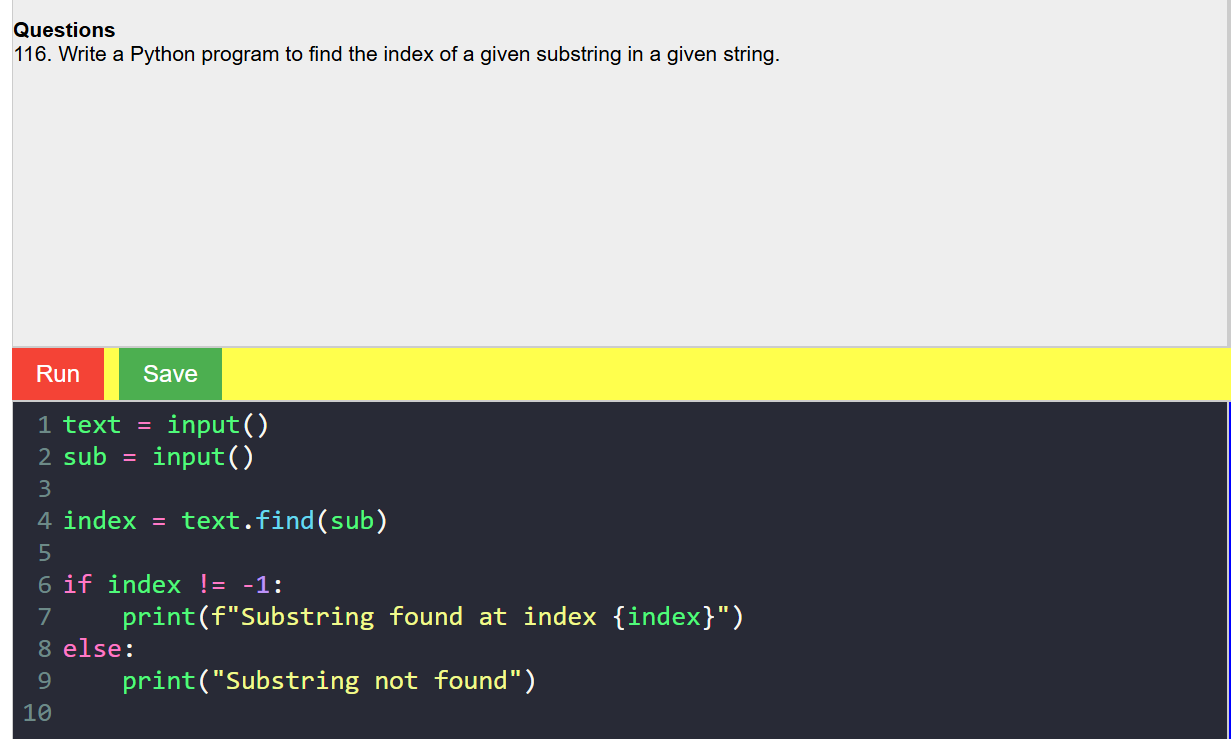 Questions
116. Write a Python program to find the index of a given substring in a given string.
Run Save
1 text = input()
2 sub = input()
3
4 index = text.find(sub)
5
6 if index != -1:
7     print(f"Substring found at index {index}")
8 else:
9     print("Substring not found")
10